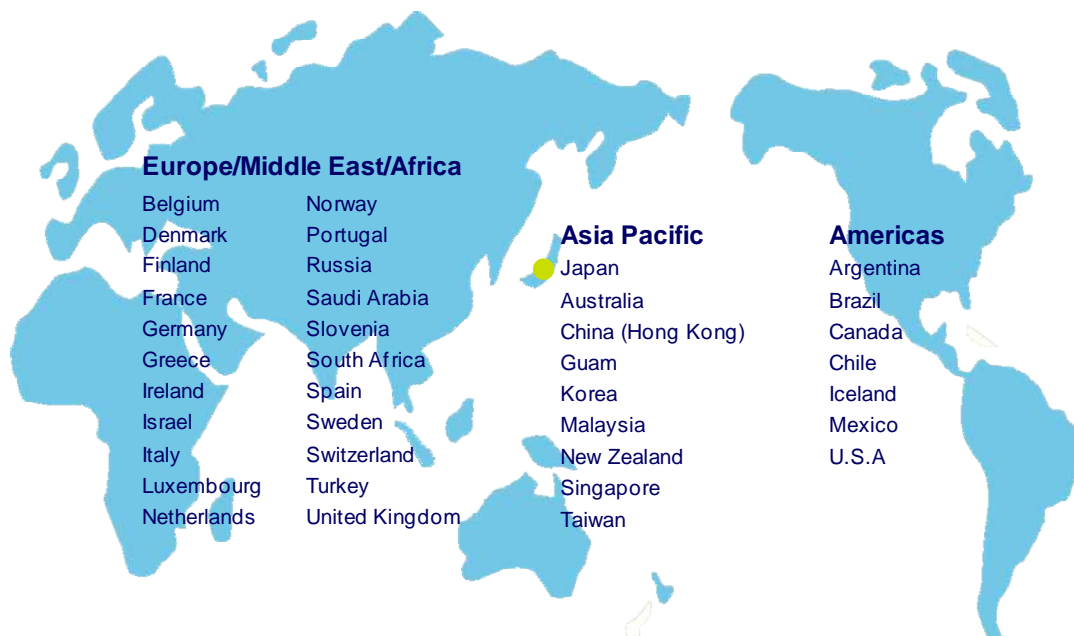 Europe/Middle East/Africa
Belgium
Denmark
Finland
France
Germany
Greece
Ireland
Israel
Italy
Luxembourg
Netherlands
Norway
Portugal
Russia
Saudi Arabia
Slovenia
South Africa
Spain
Sweden
Switzerland
Turkey
United Kingdom
Asia Pacific
Japan
Australia
China (Hong Kong)
Guam
Korea
Malaysia
New Zealand
Singapore
Taiwan
Americas
Argentina
Brazil
Canada
Chile
Iceland
Mexico
U.S.A